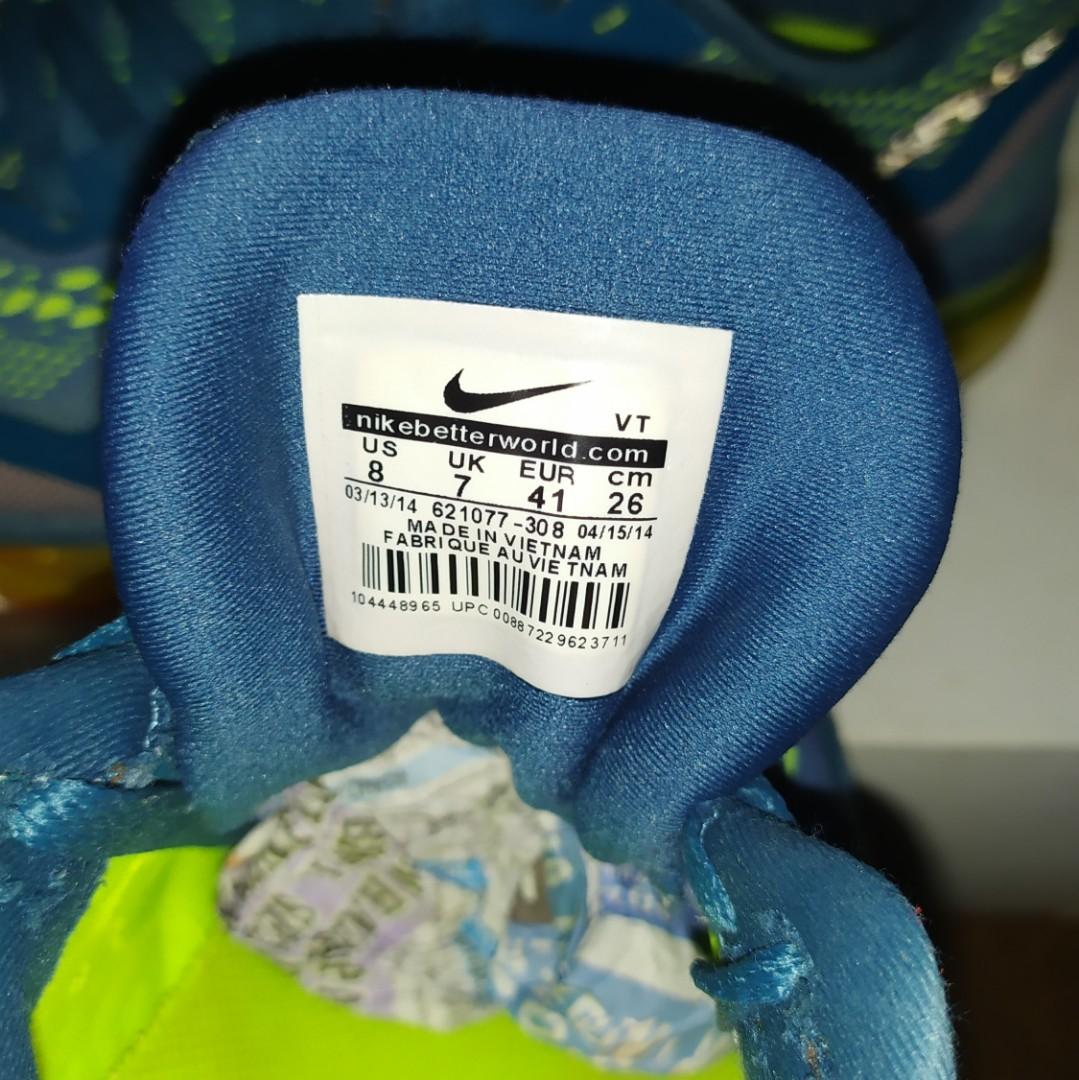 VT
nikebetterworld.com
US UK EUR cm
8 7 41 26
03/13/14 621077-308 04/15/14
MADE IN VIETNAM
FABRIQUE AU VIETNAM
104448965 UPC 00887229623711